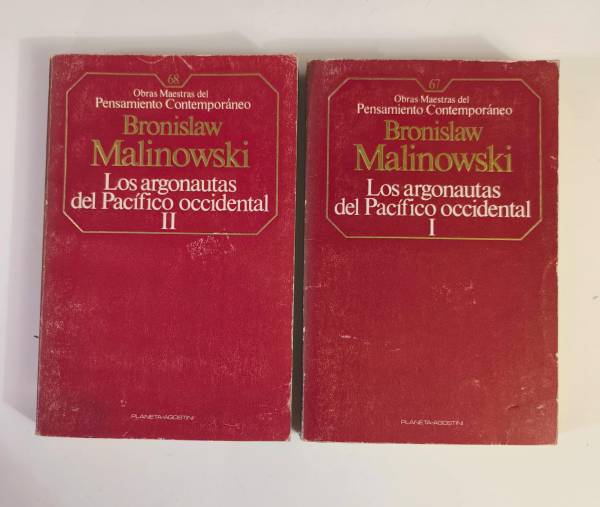 68
Obras Maestras del
Pensamiento Contemporáneo
Bronislaw
Malinowski
Los argonautas
del Pacífico occidental
II
PLANETA-AGOSTINI
67
Obras Maestras del
Pensamiento Contemporáneo
Bronislaw
Malinowski
Los argonautas
del Pacífico occidental
I
PLANETA-AGOSTINI